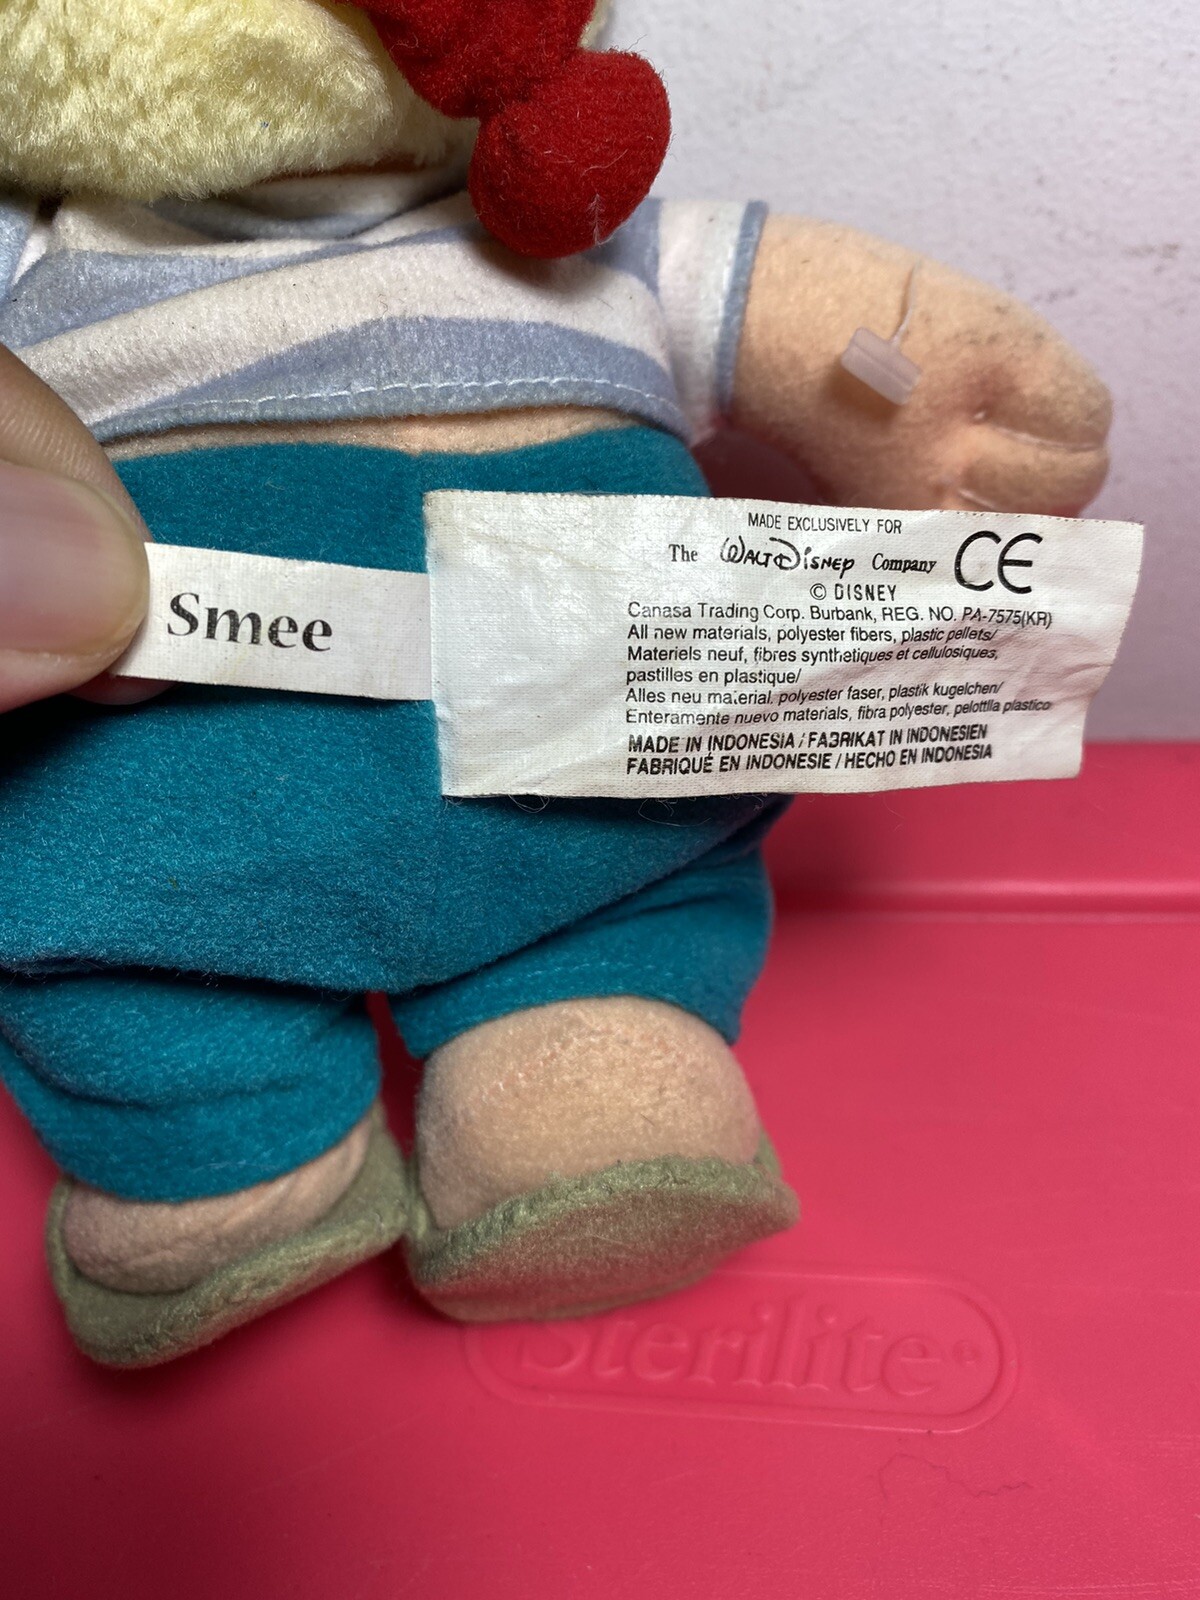 Smee
MADE EXCLUSIVELY FOR
The WALT DISNEY Company CE
© DISNEY
Canasa Trading Corp. Burbank, REG. NO. PA-7575(KR)
All new materials, polyester fibers, plastic pellets/
Materiels neuf, fibres synthetiques et cellulosiques,
pastilles en plastique/
Alles neu material, polyester faser, plastik kugelchen/
Enteramente nuevo materials, fibra polyester, pelotilla plastico
MADE IN INDONESIA / FABRIKAT IN INDONESIEN
FABRIQUÉ EN INDONESIE / HECHO EN INDONESIA
Sterilite®